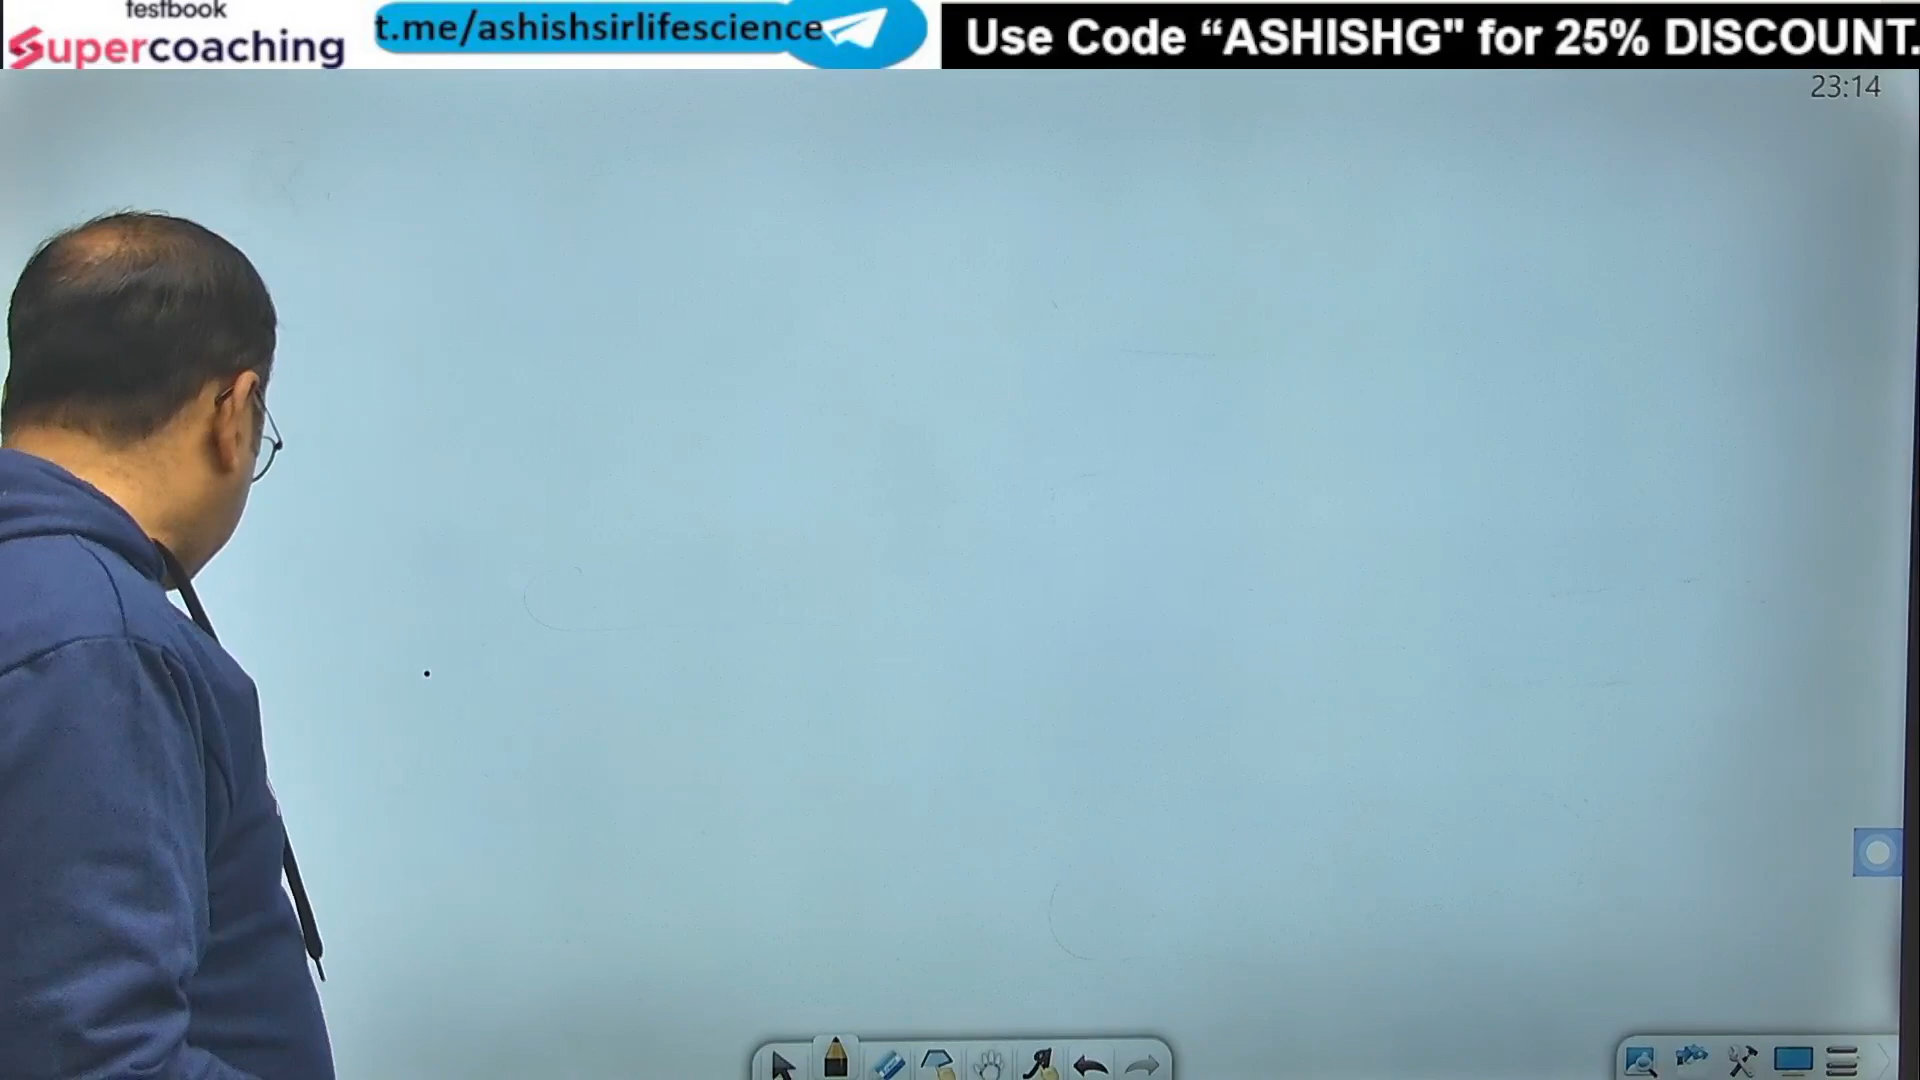 testbook
Supercoaching
t.me/ashishsirlifescience
Use Code “ASHISHG" for 25% DISCOUNT.
23:14